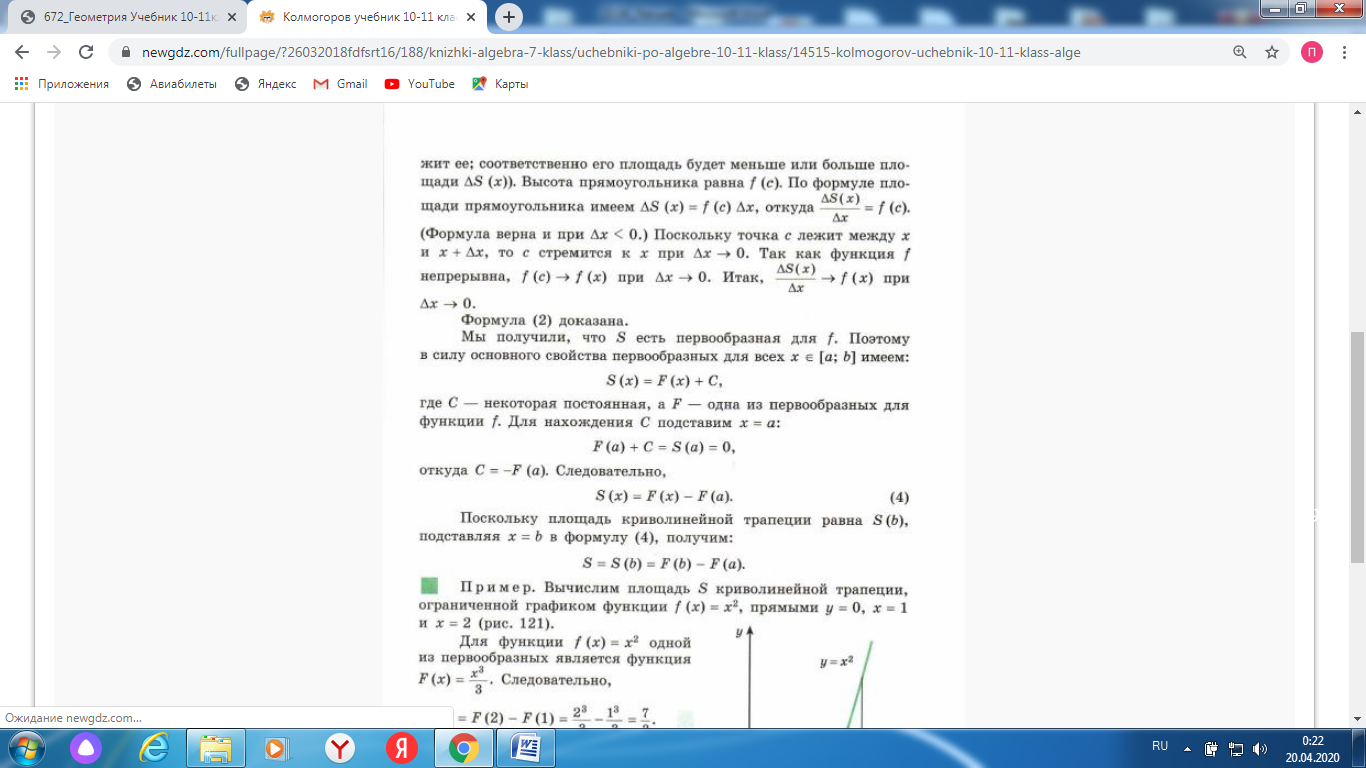 672_Геометрия Учебник 10-11к
Колмогоров учебник 10-11 кла
newgdz.com/fullpage/?26032018fdfsrt16/188/knizhki-algebra-7-klass/uchebniki-po-algebre-10-11-klass/14515-kolmogorov-uchebnik-10-11-klass-alge
П
Приложения Авиабилеты Яндекс Gmail YouTube Карты
жит ее; соответственно его площадь будет меньше или больше пло-
щади ΔS (x)). Высота прямоугольника равна f (c). По формуле пло-
щади прямоугольника имеем ΔS (x) = f (c) Δx, откуда ΔS(x)/Δx = f (c).
(Формула верна и при Δx < 0.) Поскольку точка c лежит между x
и x + Δx, то c стремится к x при Δx → 0. Так как функция f
непрерывна, f (c) → f (x) при Δx → 0. Итак, ΔS(x)/Δx → f (x) при
Δx → 0.
Формула (2) доказана.
Мы получили, что S есть первообразная для f. Поэтому
в силу основного свойства первообразных для всех x ∈ [a; b] имеем:
S (x) = F (x) + C,
где C — некоторая постоянная, а F — одна из первообразных для
функции f. Для нахождения C подставим x = a:
F (a) + C = S (a) = 0,
откуда C = –F (a). Следовательно,
S (x) = F (x) – F (a). (4)
Поскольку площадь криволинейной трапеции равна S (b),
подставляя x = b в формулу (4), получим:
S = S (b) = F (b) – F (a).
Пример. Вычислим площадь S криволинейной трапеции,
ограниченной графиком функции f (x) = x², прямыми y = 0, x = 1
и x = 2 (рис. 121).
Для функции f (x) = x² одной
из первообразных является функция
F (x) = x³/3. Следовательно,
= F (2) – F (1) = 2³/3 – 1³/3 = 7/3.
y
y = x²
Ожидание newgdz.com...
RU
0:22
20.04.2020